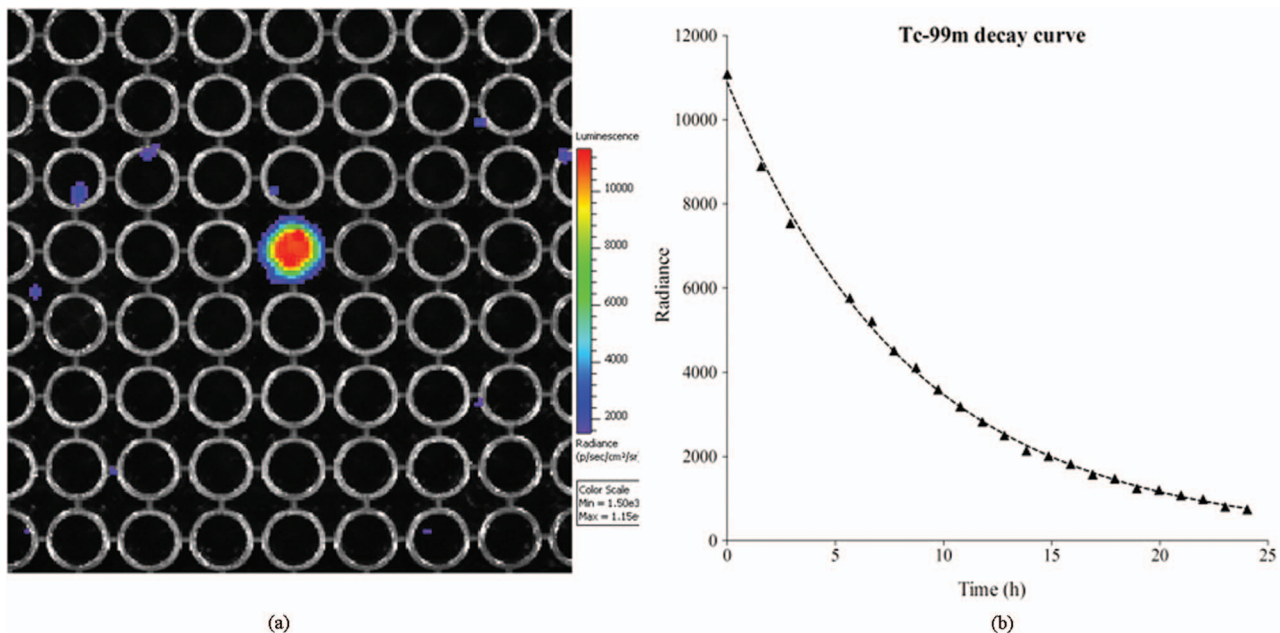 Luminescence
10000
8000
6000
4000
2000
Radiance
(p/sec/cm²/sr
Color Scale
Min = 1.50e3
Max = 1.15e
(a)
Tc-99m decay curve
12000
10000
8000
6000
4000
2000
0
Radiance
0 5 10 15 20 25
Time (h)
(b)